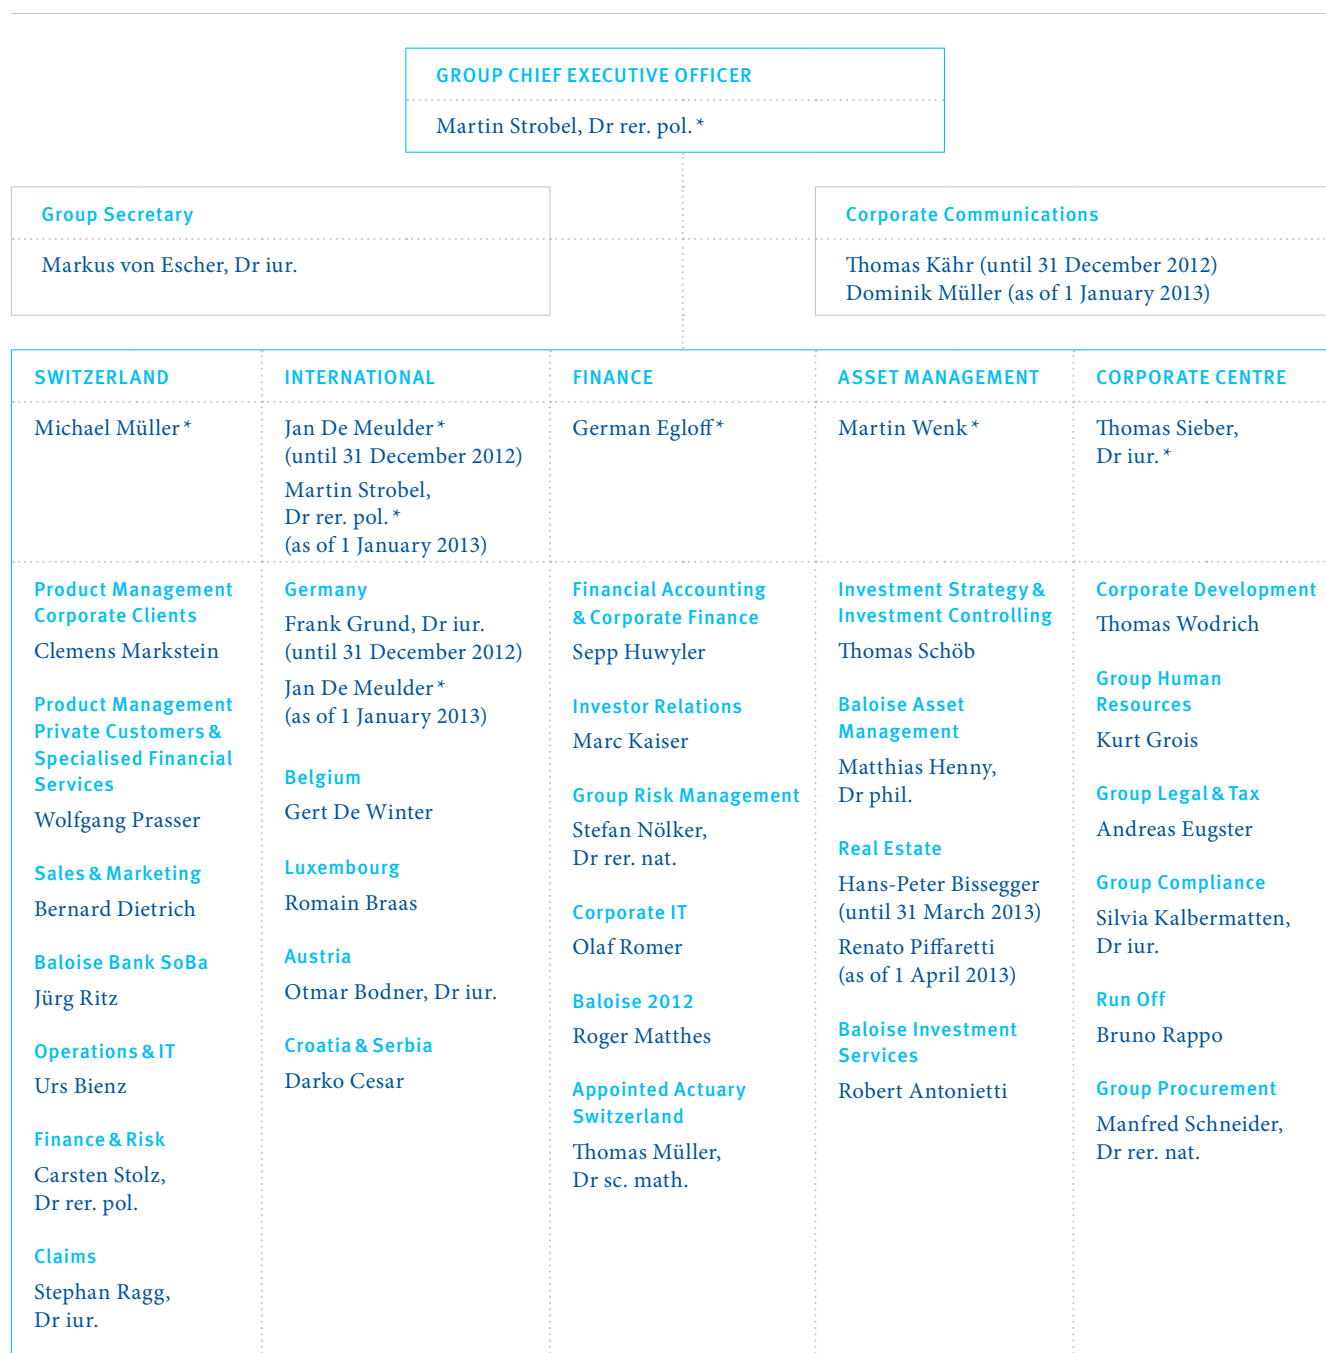 GROUP CHIEF EXECUTIVE OFFICER
Martin Strobel, Dr rer. pol. *
Group Secretary
Markus von Escher, Dr iur.
Corporate Communications
Thomas Kähr (until 31 December 2012)
Dominik Müller (as of 1 January 2013)
SWITZERLAND
Michael Müller *
Product Management
Corporate Clients
Clemens Markstein
Product Management
Private Customers &
Specialised Financial
Services
Wolfgang Prasser
Sales & Marketing
Bernard Dietrich
Baloise Bank SoBa
Jürg Ritz
Operations & IT
Urs Bienz
Finance & Risk
Carsten Stolz,
Dr rer. pol.
Claims
Stephan Ragg,
Dr iur.
INTERNATIONAL
Jan De Meulder *
(until 31 December 2012)
Martin Strobel,
Dr rer. pol. *
(as of 1 January 2013)
Germany
Frank Grund, Dr iur.
(until 31 December 2012)
Jan De Meulder *
(as of 1 January 2013)
Belgium
Gert De Winter
Luxembourg
Romain Braas
Austria
Otmar Bodner, Dr iur.
Croatia & Serbia
Darko Cesar
FINANCE
German Egloff *
Financial Accounting
& Corporate Finance
Sepp Huwyler
Investor Relations
Marc Kaiser
Group Risk Management
Stefan Nölker,
Dr rer. nat.
Corporate IT
Olaf Romer
Baloise 2012
Roger Matthes
Appointed Actuary
Switzerland
Thomas Müller,
Dr sc. math.
ASSET MANAGEMENT
Martin Wenk *
Investment Strategy &
Investment Controlling
Thomas Schöb
Baloise Asset
Management
Matthias Henny,
Dr phil.
Real Estate
Hans-Peter Bissegger
(until 31 March 2013)
Renato Piffaretti
(as of 1 April 2013)
Baloise Investment
Services
Robert Antonietti
CORPORATE CENTRE
Thomas Sieber,
Dr iur. *
Corporate Development
Thomas Wodrich
Group Human
Resources
Kurt Grois
Group Legal & Tax
Andreas Eugster
Group Compliance
Silvia Kalbermatten,
Dr iur.
Run Off
Bruno Rappo
Group Procurement
Manfred Schneider,
Dr rer. nat.